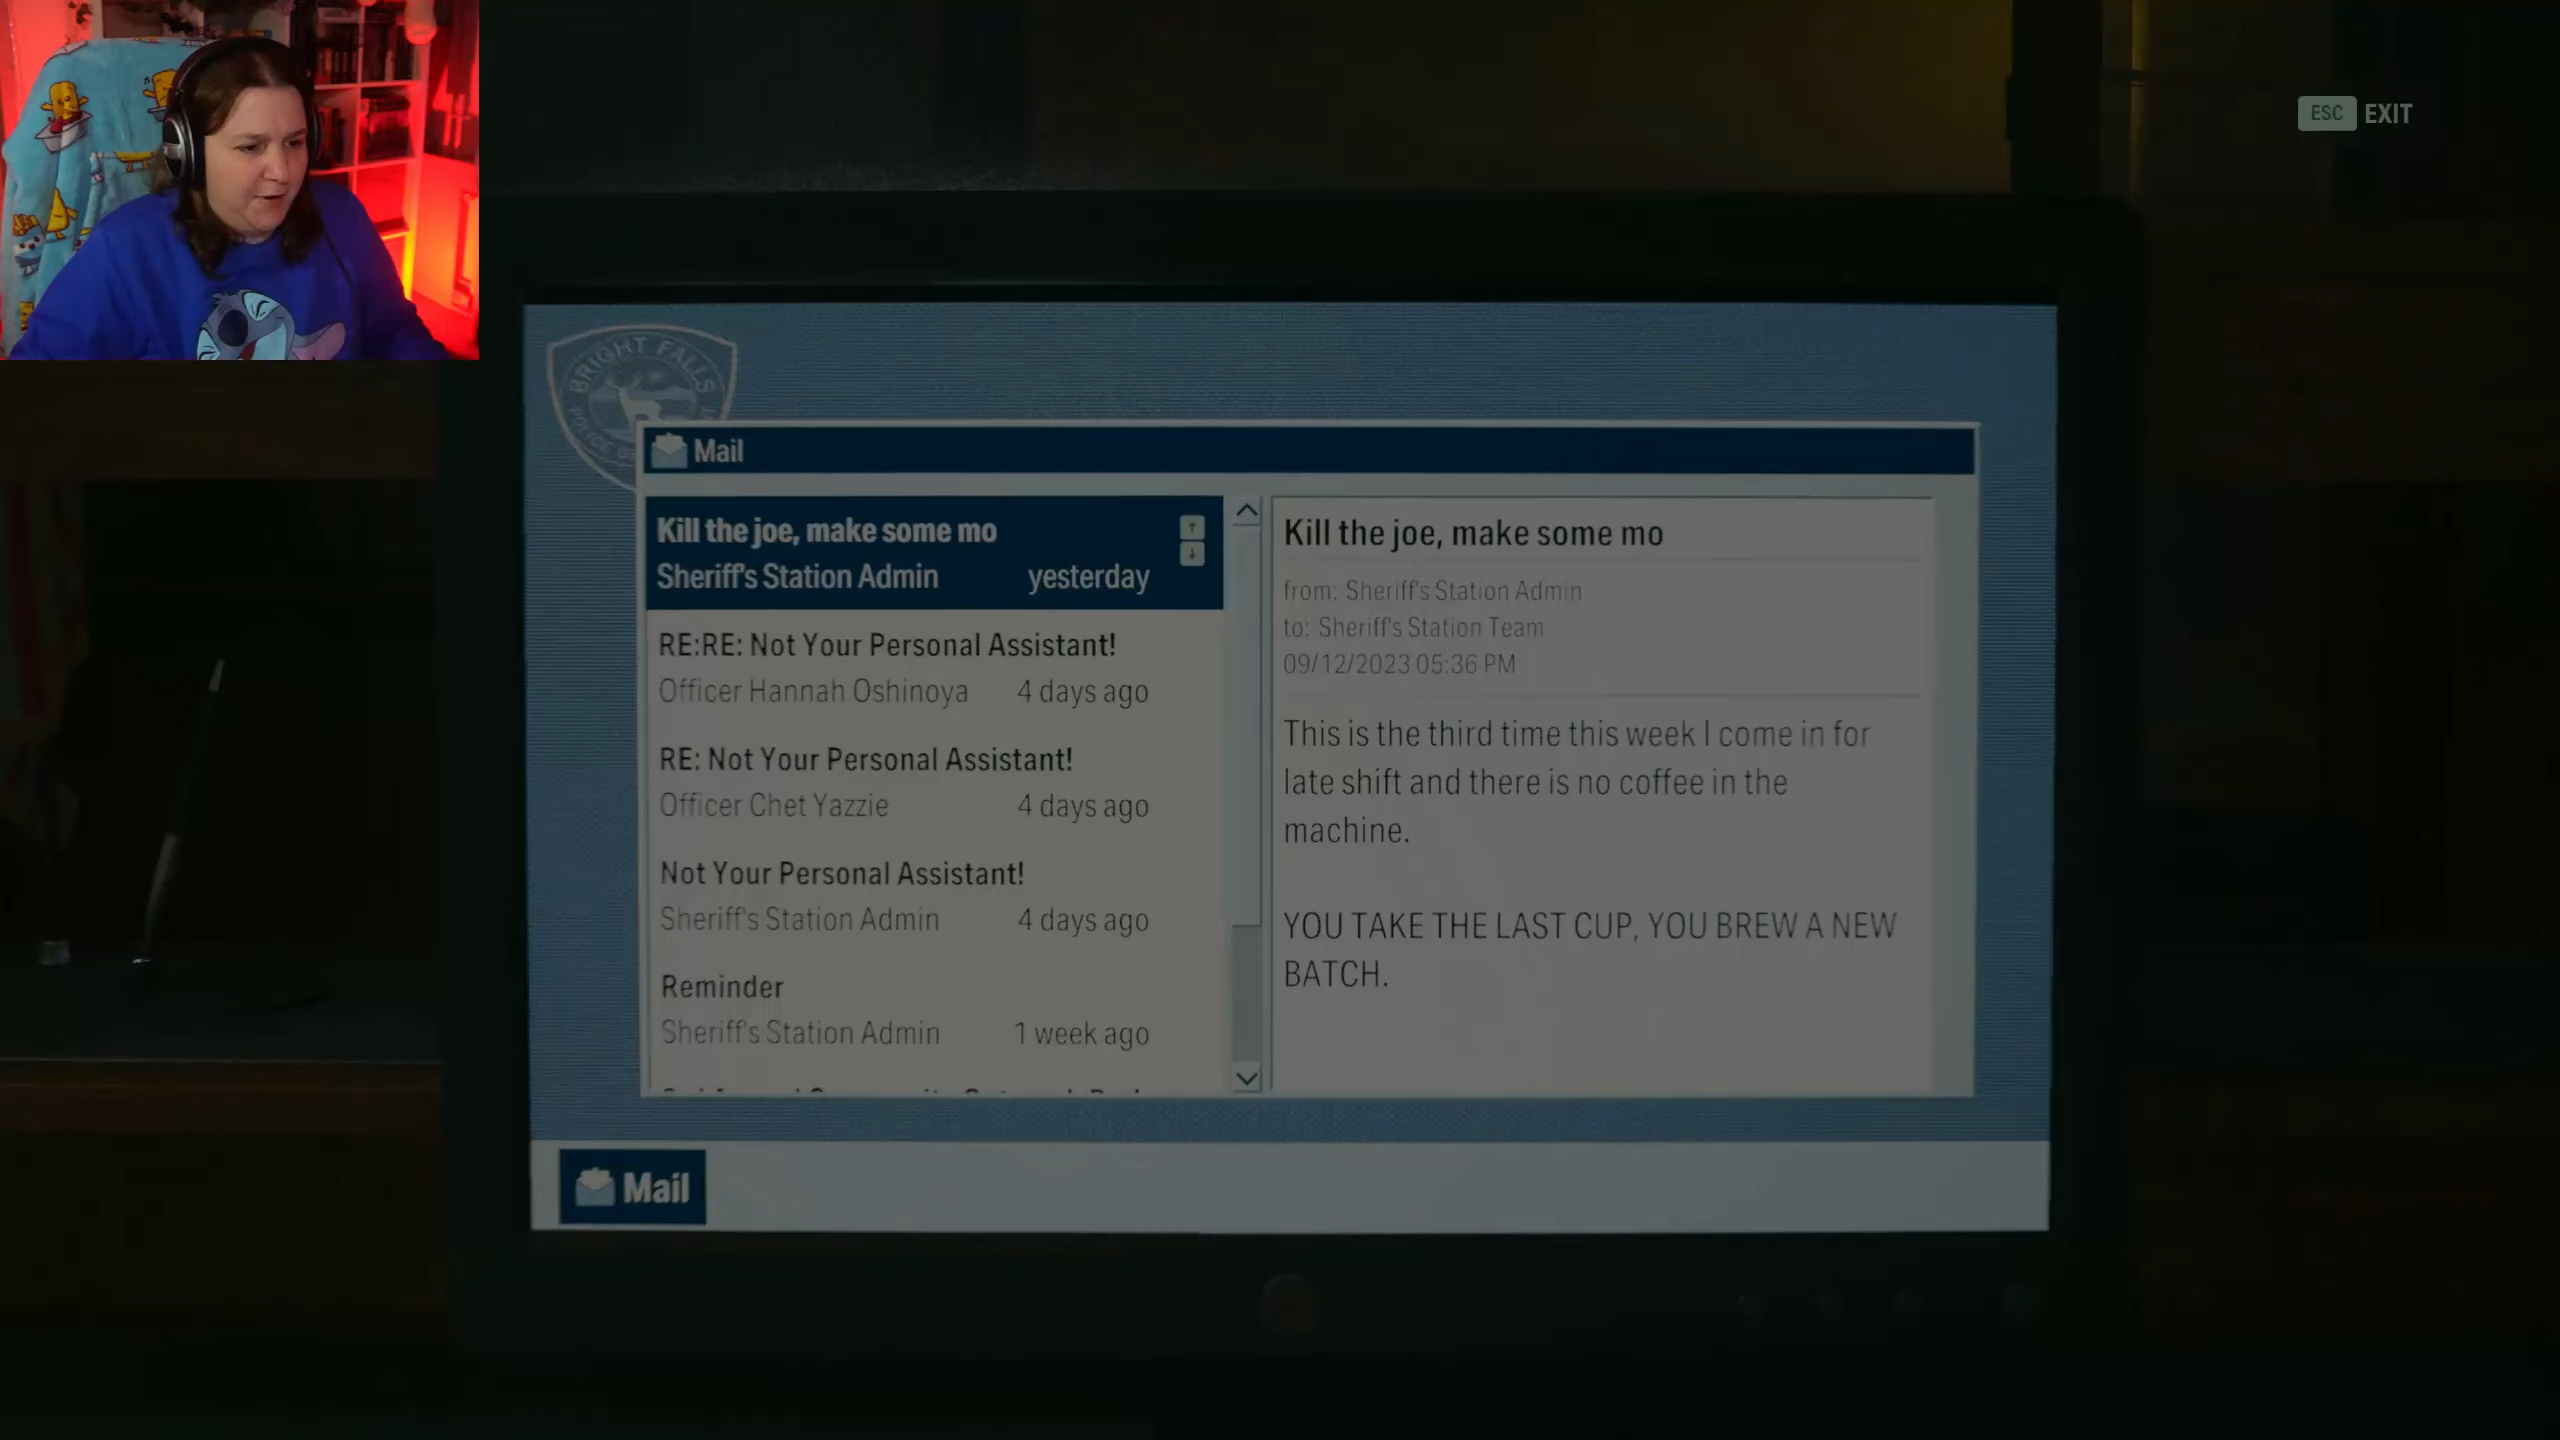 ESC EXIT
BRIGHT FALLS
POLICE
Mail
Kill the joe, make some mo
Sheriff's Station Admin yesterday
RE:RE: Not Your Personal Assistant!
Officer Hannah Oshinoya 4 days ago
RE: Not Your Personal Assistant!
Officer Chet Yazzie 4 days ago
Not Your Personal Assistant!
Sheriff's Station Admin 4 days ago
Reminder
Sheriff's Station Admin 1 week ago
Kill the joe, make some mo
from: Sheriff's Station Admin
to: Sheriff's Station Team
09/12/2023 05:36 PM
This is the third time this week I come in for
late shift and there is no coffee in the
machine.
YOU TAKE THE LAST CUP, YOU BREW A NEW
BATCH.
Mail